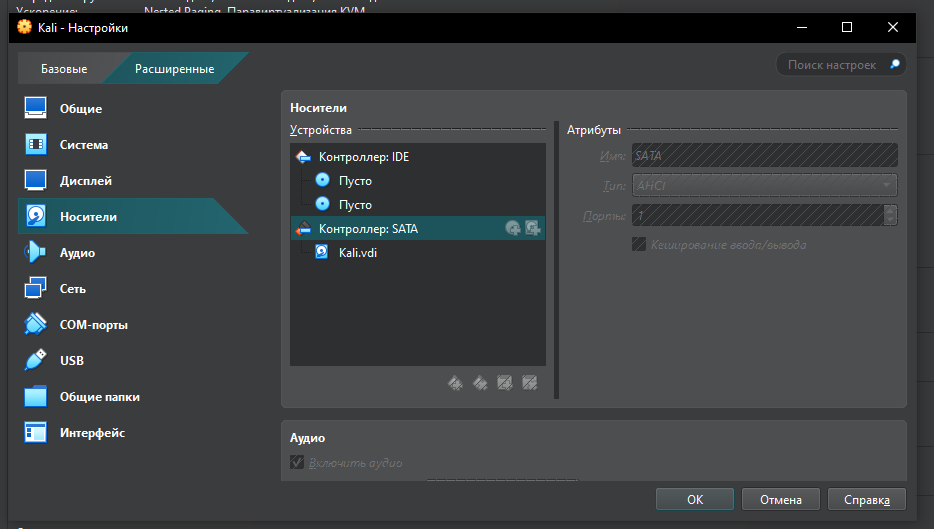 Ускорение: Nested Paging, Паравиртуализация KVM
Kali - Настройки
Базовые
Расширенные
Поиск настроек
Общие
Система
Дисплей
Носители
Аудио
Сеть
COM-порты
USB
Общие папки
Интерфейс
Носители
Устройства
Контроллер: IDE
Пусто
Пусто
Контроллер: SATA
Kali.vdi
Атрибуты
Имя: SATA
Тип: AHCI
Порты: 1
Кеширование ввода/вывода
Аудио
Включить аудио
OK
Отмена
Справка